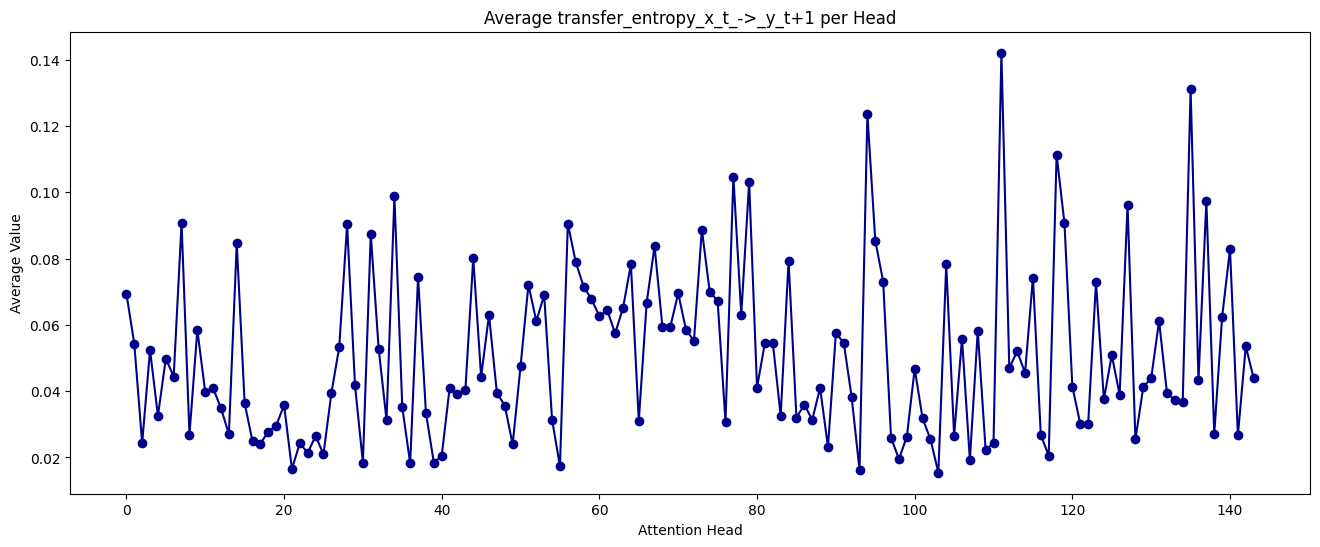 Average transfer_entropy_x_t_->_y_t+1 per Head
0.14
0.12
0.10
0.08
0.06
0.04
0.02
Average Value
0 20 40 60 80 100 120 140
Attention Head